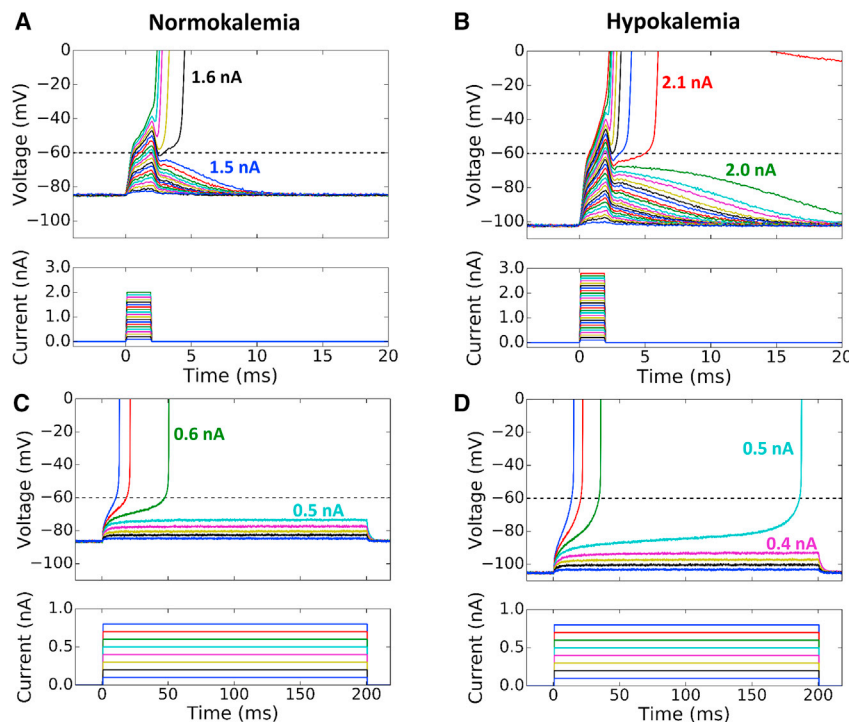 A Normokalemia
B Hypokalemia
0
−20
−40
−60
−80
−100
Voltage (mV)
1.6 nA
1.5 nA
0
−20
−40
−60
−80
−100
Voltage (mV)
2.1 nA
2.0 nA
3.0
2.0
1.0
0.0
Current (nA)
0 5 10 15 20
Time (ms)
3.0
2.0
1.0
0.0
Current (nA)
0 5 10 15 20
Time (ms)
C
0
−20
−40
−60
−80
−100
Voltage (mV)
0.6 nA
0.5 nA
D
0
−20
−40
−60
−80
−100
Voltage (mV)
0.5 nA
0.4 nA
1.0
0.5
0.0
Current (nA)
0 50 100 150 200
Time (ms)
1.0
0.5
0.0
Current (nA)
0 50 100 150 200
Time (ms)